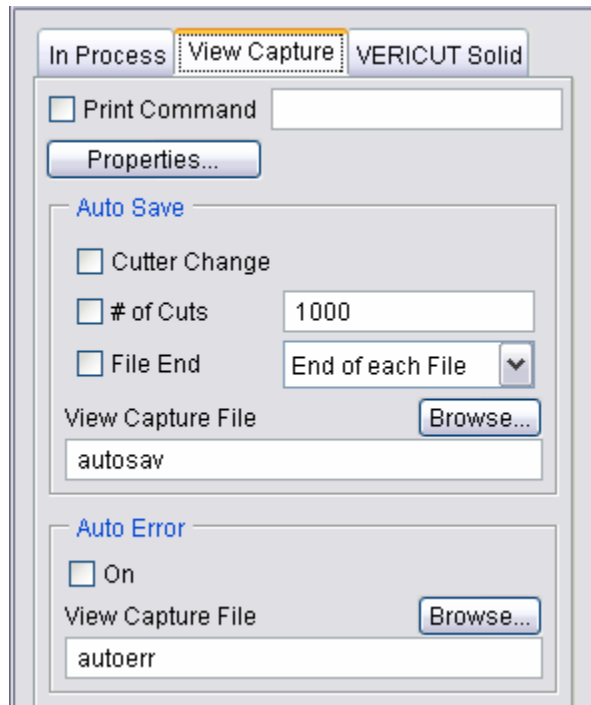 In Process View Capture VERICUT Solid
Print Command
Properties...
Auto Save
Cutter Change
# of Cuts 1000
File End End of each File
View Capture File Browse...
autosav
Auto Error
On
View Capture File Browse...
autoerr